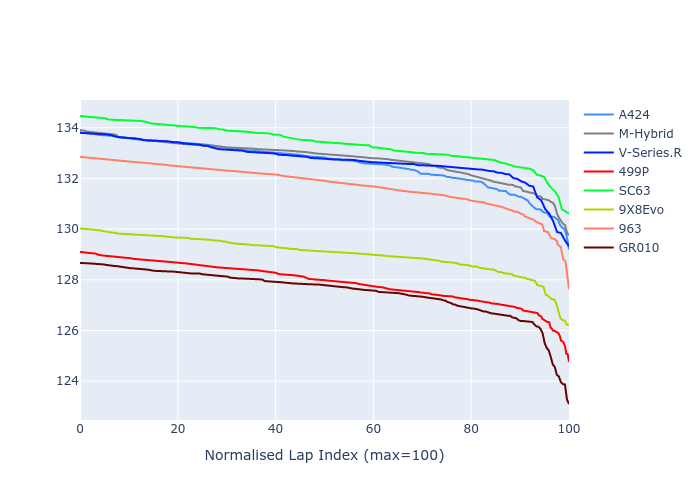 134
132
130
128
126
124
0
20
40
60
80
100
Normalised Lap Index (max=100)
A424
M-Hybrid
V-Series.R
499P
SC63
9X8Evo
963
GR010